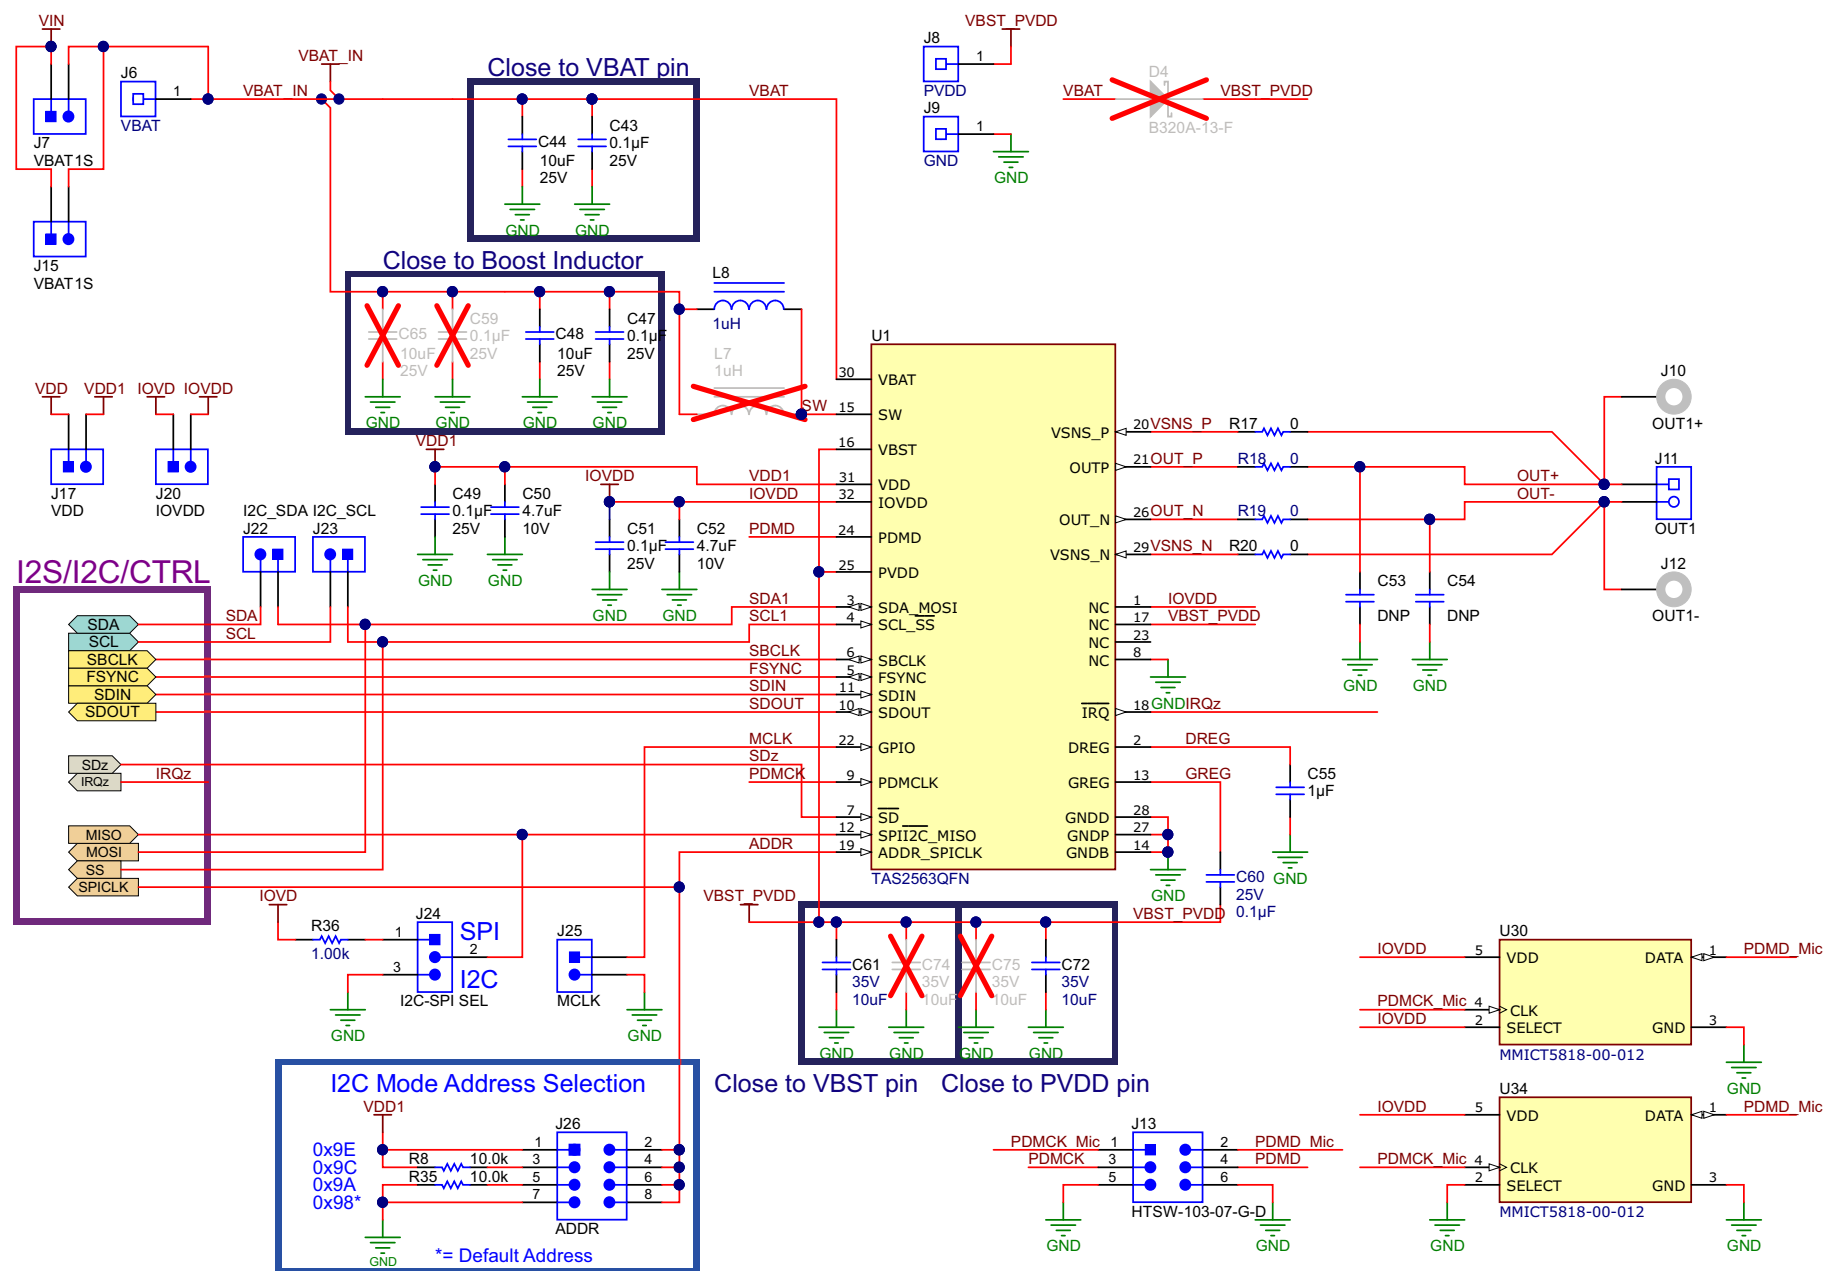 VIN
J7
VBAT1S
J6
1
VBAT
VBAT_IN
VBAT_IN
J15
VBAT1S
Close to VBAT pin
C44
10uF
25V
C43
0.1µF
25V
GND
GND
VBAT
J8
1
PVDD
VBST_PVDD
J9
1
GND
GND
VBAT
D4
VBST_PVDD
B320A-13-F
Close to Boost Inductor
C65
10uF
25V
C59
0.1µF
25V
C48
10uF
25V
C47
0.1µF
25V
GND
GND
GND
GND
L8
1uH
L7
1uH
SW
VDD
VDD1
IOVD
IOVDD
J17
VDD
J20
IOVDD
VDD1
C49
0.1µF
25V
C50
4.7uF
10V
GND
GND
IOVDD
C51
0.1µF
25V
C52
4.7uF
10V
GND
GND
VDD1
IOVDD
PDMD
I2C_SDA
J22
I2C_SCL
J23
I2S/I2C/CTRL
SDA
SCL
SBCLK
FSYNC
SDIN
SDOUT
SDz
IRQz
MISO
MOSI
SS
SPICLK
SDA
SCL
IRQz
SDA1
SCL1
SBCLK
FSYNC
SDIN
SDOUT
MCLK
SDz
PDMCK
ADDR
U1
30 VBAT
15 SW
16 VBST
31 VDD
32 IOVDD
24 PDMD
25 PVDD
3 SDA_MOSI
4 SCL_SS
6 SBCLK
5 FSYNC
11 SDIN
10 SDOUT
22 GPIO
9 PDMCLK
7 SD
12 SPII2C_MISO
19 ADDR_SPICLK
VSNS_P 20 VSNS_P
OUTP 21 OUT_P
OUT_N 26 OUT_N
VSNS_N 29 VSNS_N
NC 1 IOVDD
NC 17 VBST_PVDD
NC 23
NC 8
GND
IRQ 18 IRQz
DREG 2 DREG
GREG 13 GREG
GNDD 28
GNDP 27
GNDB 14
GND
TAS2563QFN
R17 0
R18 0
R19 0
R20 0
C53
DNP
C54
DNP
GND
GND
OUT+
OUT-
J10
OUT1+
J11
OUT1
J12
OUT1-
C55
1µF
GND
C60
25V
0.1µF
IOVD
R36
1.00k
J24
1
2
3
SPI
I2C
I2C-SPI SEL
GND
J25
MCLK
GND
VBST_PVDD
VBST_PVDD
C61
35V
10uF
C74
35V
10uF
C75
35V
10uF
C72
35V
10uF
GND
GND
GND
GND
Close to VBST pin
Close to PVDD pin
I2C Mode Address Selection
VDD1
0x9E
0x9C
0x9A
0x98*
R8 10.0k
R35 10.0k
J26
1 2
3 4
5 6
7 8
ADDR
GND
*= Default Address
J13
PDMCK_Mic 1 2 PDMD_Mic
PDMCK 3 4 PDMD
5 6
HTSW-103-07-G-D
GND
GND
U30
IOVDD 5 VDD
DATA 1 PDMD_Mic
PDMCK_Mic 4 CLK
IOVDD 2 SELECT
GND 3
MMICT5818-00-012
GND
U34
IOVDD 5 VDD
DATA 1 PDMD_Mic
PDMCK_Mic 4 CLK
2 SELECT
GND 3
MMICT5818-00-012
GND
GND